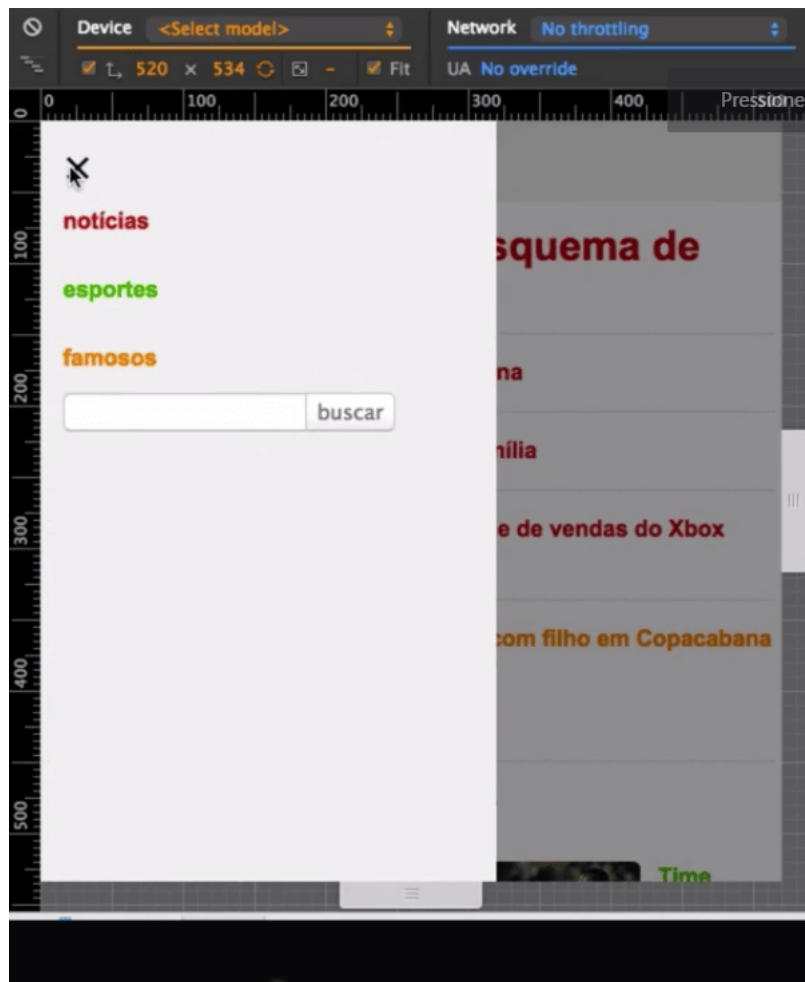 Device <Select model> Network No throttling
520 × 534 Fit UA No override
0 100 200 300 400 Pressione
100
200
300
400
500
notícias
esportes
famosos
buscar
squema de
na
nília
e de vendas do Xbox
com filho em Copacabana
Time